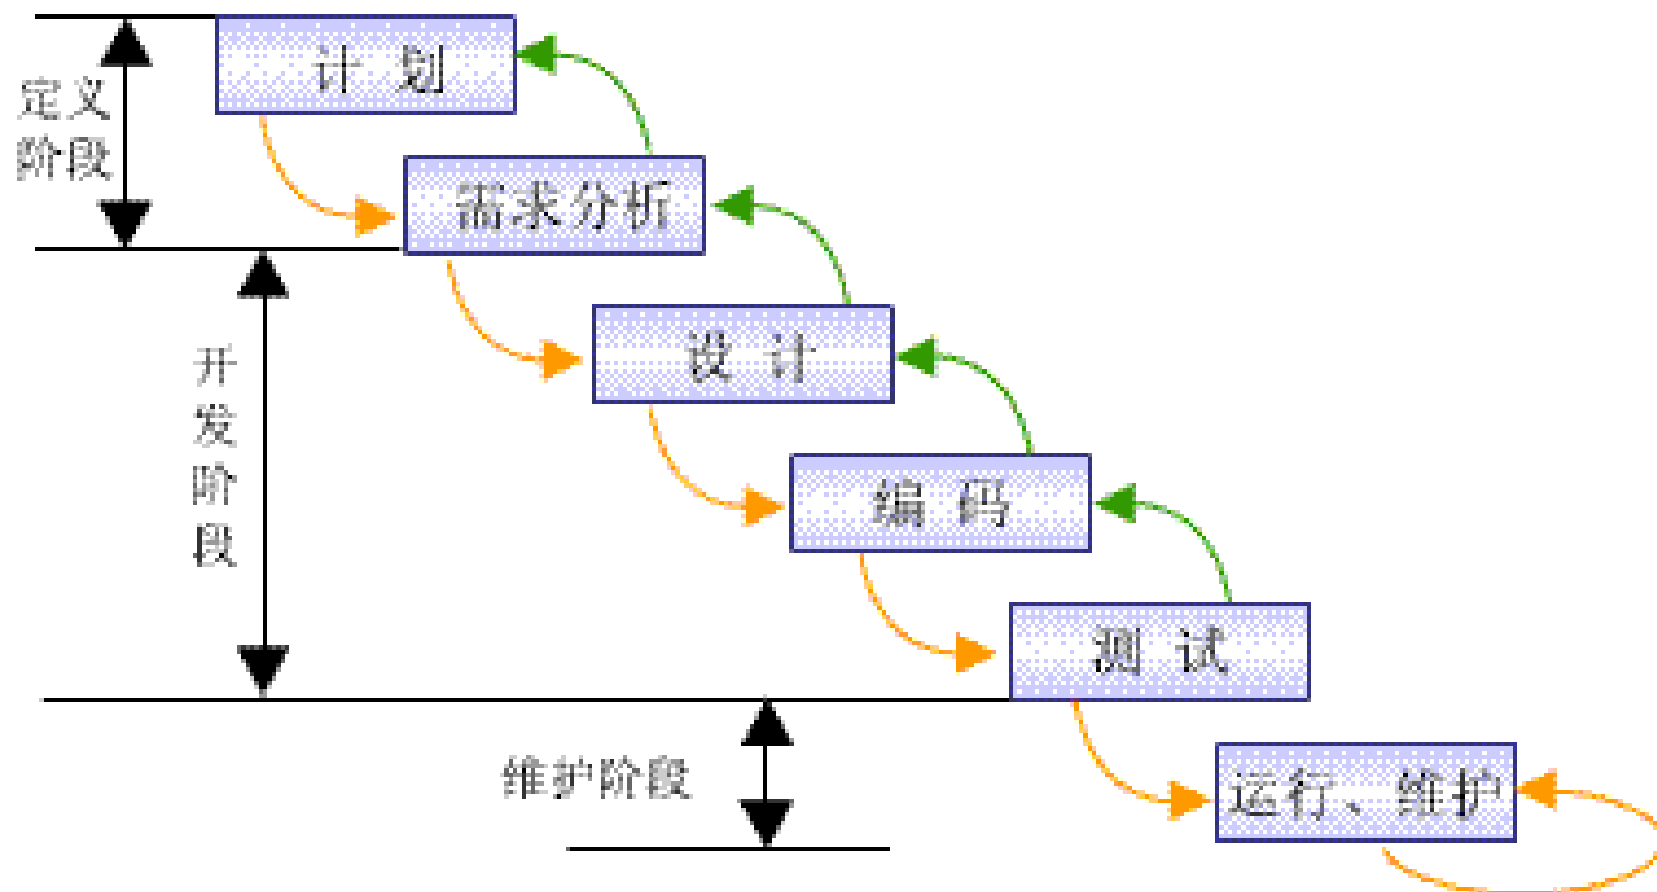 计 划
定义
阶段
需求分析
设 计
开
发
阶
段
编 码
测 试
维护阶段
运行、维护